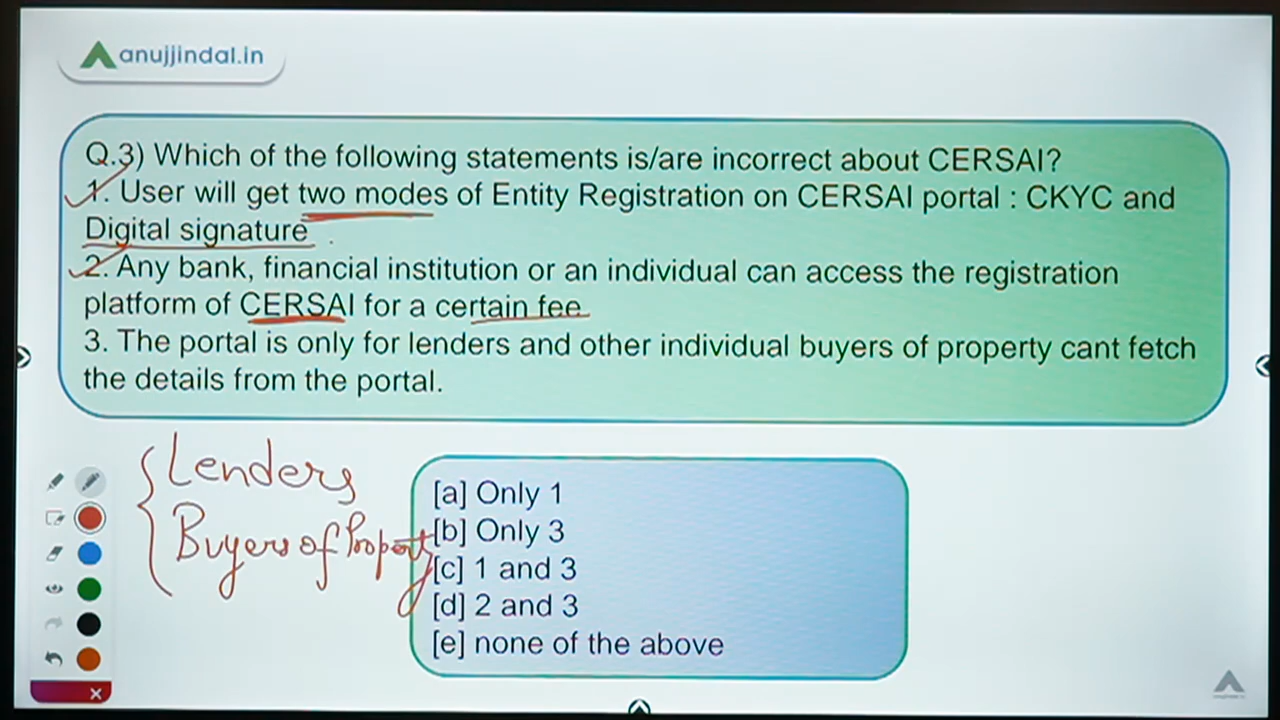 anujjindal.in
Q.3) Which of the following statements is/are incorrect about CERSAI?
1. User will get two modes of Entity Registration on CERSAI portal : CKYC and
Digital signature
2. Any bank, financial institution or an individual can access the registration
platform of CERSAI for a certain fee
3. The portal is only for lenders and other individual buyers of property cant fetch
the details from the portal.
Lenders
Buyers of Property
[a] Only 1
[b] Only 3
[c] 1 and 3
[d] 2 and 3
[e] none of the above